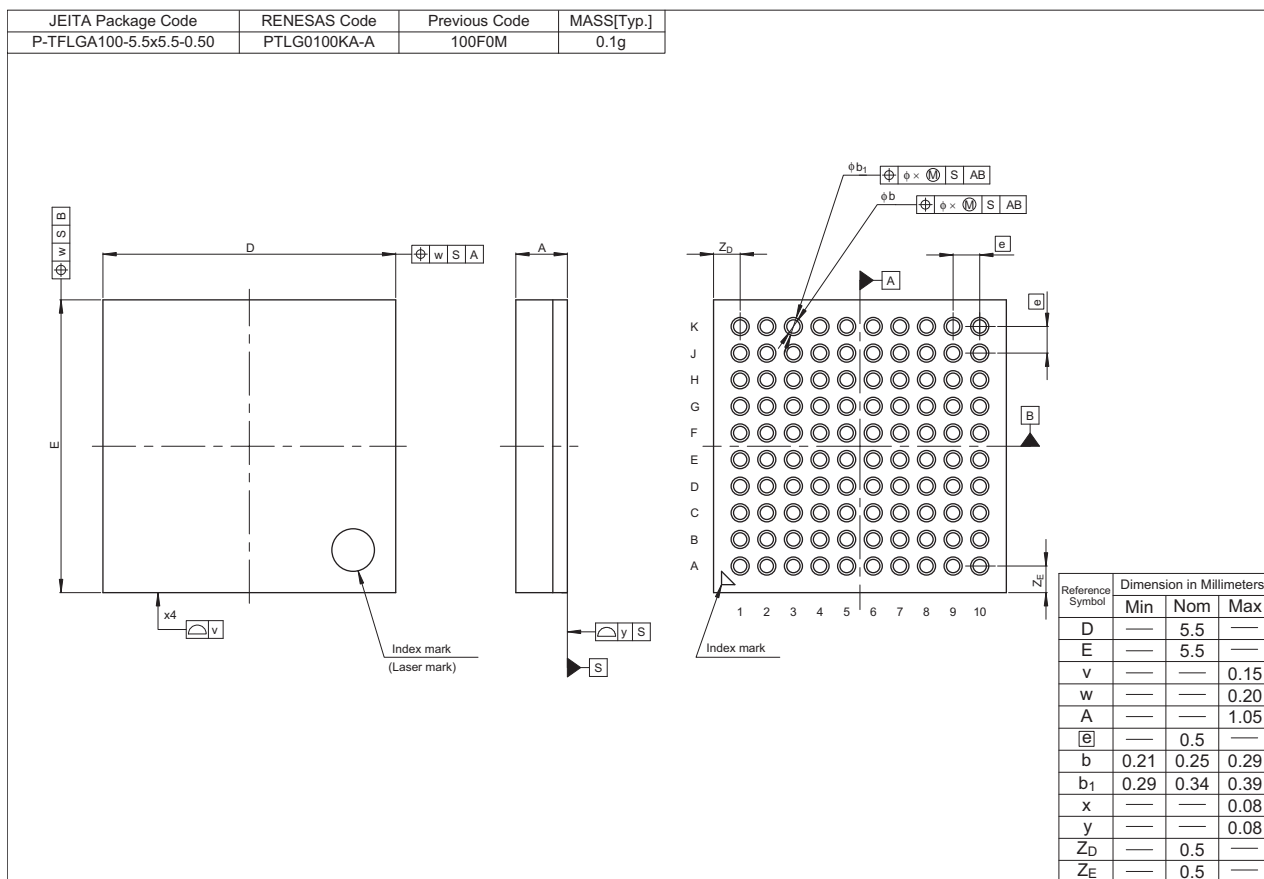 JEITA Package Code RENESAS Code Previous Code MASS[Typ.]
P-TFLGA100-5.5x5.5-0.50 PTLG0100KA-A 100F0M 0.1g
φb1 ⌖ φ × Ⓜ S AB
φb ⌖ φ × Ⓜ S AB
⌖ w S B
D
⌖ w S A
A
ZD
e
A
e
E
B
K
J
H
G
F
E
D
C
B
A
1 2 3 4 5 6 7 8 9 10
ZE
x4
⌓ v
Index mark
(Laser mark)
⌓ y S
S
Index mark
Reference Symbol Dimension in Millimeters
Min Nom Max
D — 5.5 —
E — 5.5 —
v — — 0.15
w — — 0.20
A — — 1.05
e — 0.5 —
b 0.21 0.25 0.29
b1 0.29 0.34 0.39
x — — 0.08
y — — 0.08
ZD — 0.5 —
ZE — 0.5 —